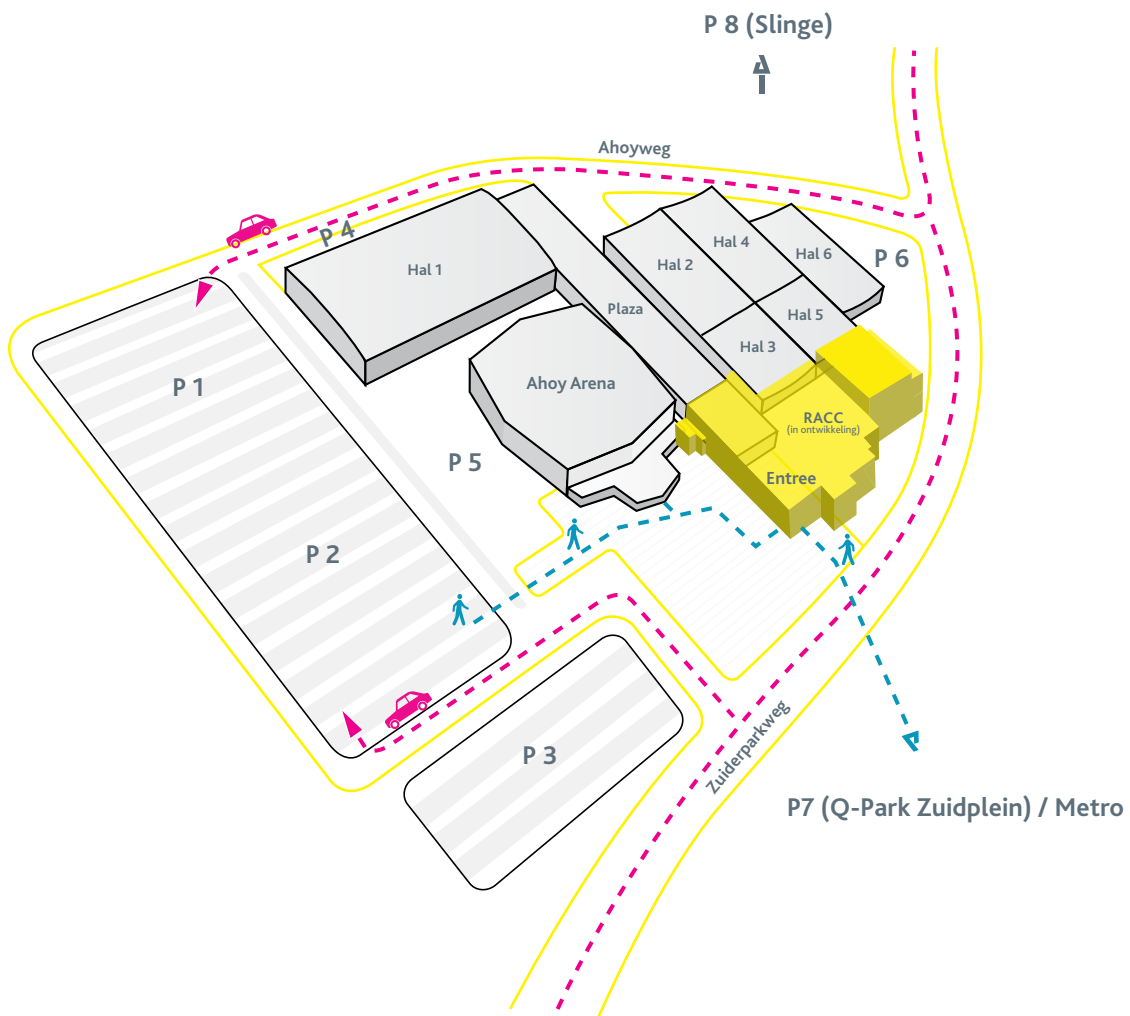 P 8 (Slinge)
Ahoyweg
P 4
Hal 4
Hal 6
P 6
Hal 2
Hal 1
Plaza
Hal 5
Hal 3
P 1
Ahoy Arena
RACC
(in ontwikkeling)
P 5
Entree
P 2
P 3
Zuiderparkweg
P7 (Q-Park Zuidplein) / Metro